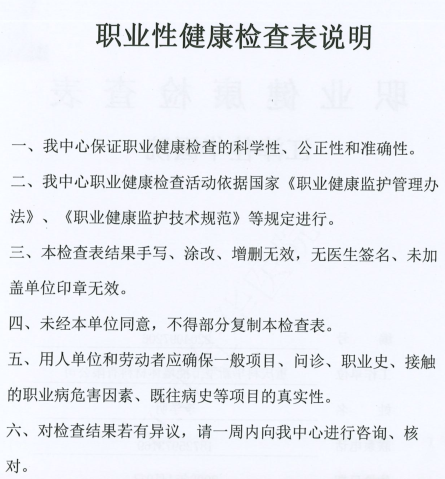 职业性健康检查表说明
一、我中心保证职业健康检查的科学性、公正性和准确性。
二、我中心职业健康检查活动依据国家《职业健康监护管理办
法》、《职业健康监护技术规范》等规定进行。
三、本检查表结果手写、涂改、增删无效，无医生签名、未加
盖单位印章无效。
四、未经本单位同意，不得部分复制本检查表。
五、用人单位和劳动者应确保一般项目、问诊、职业史、接触
的职业病危害因素、既往病史等项目的真实性。
六、对检查结果若有异议，请一周内向我中心进行咨询、核
对。